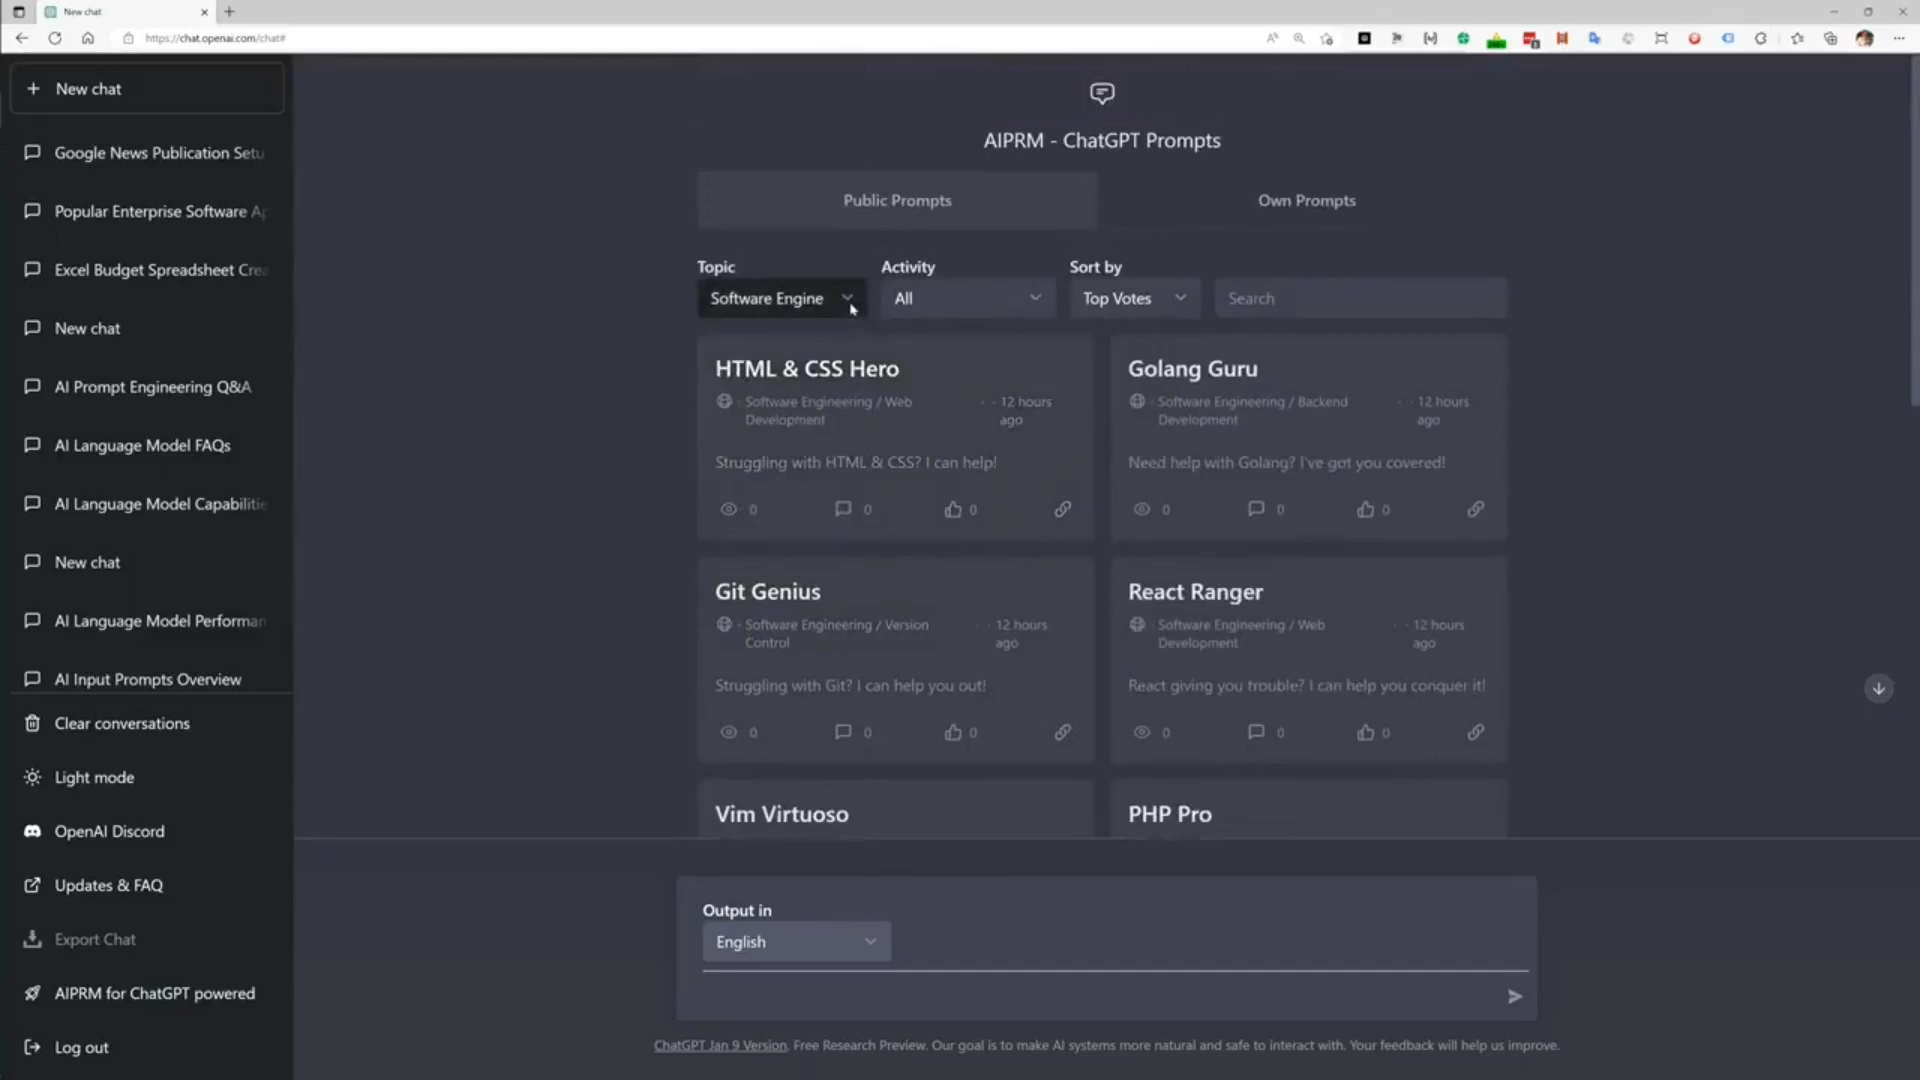 New chat
https://chat.openai.com/chat#
New chat
Google News Publication Setu
Popular Enterprise Software Ap
Excel Budget Spreadsheet Crea
New chat
AI Prompt Engineering Q&A
AI Language Model FAQs
AI Language Model Capabilitie
New chat
AI Language Model Performan
AI Input Prompts Overview
Clear conversations
Light mode
OpenAI Discord
Updates & FAQ
Export Chat
AIPRM for ChatGPT powered
Log out
AIPRM - ChatGPT Prompts
Public Prompts
Own Prompts
Topic
Activity
Sort by
Software Engine
All
Top Votes
Search
HTML & CSS Hero
Software Engineering / Web
Development
· - 12 hours
ago
Struggling with HTML & CSS? I can help!
0
0
0
Golang Guru
Software Engineering / Backend
Development
· · 12 hours
ago
Need help with Golang? I've got you covered!
0
0
0
Git Genius
Software Engineering / Version
Control
· · 12 hours
ago
Struggling with Git? I can help you out!
0
0
0
React Ranger
Software Engineering / Web
Development
· · 12 hours
ago
React giving you trouble? I can help you conquer it!
0
0
0
Vim Virtuoso
PHP Pro
Output in
English
ChatGPT Jan 9 Version. Free Research Preview. Our goal is to make AI systems more natural and safe to interact with. Your feedback will help us improve.